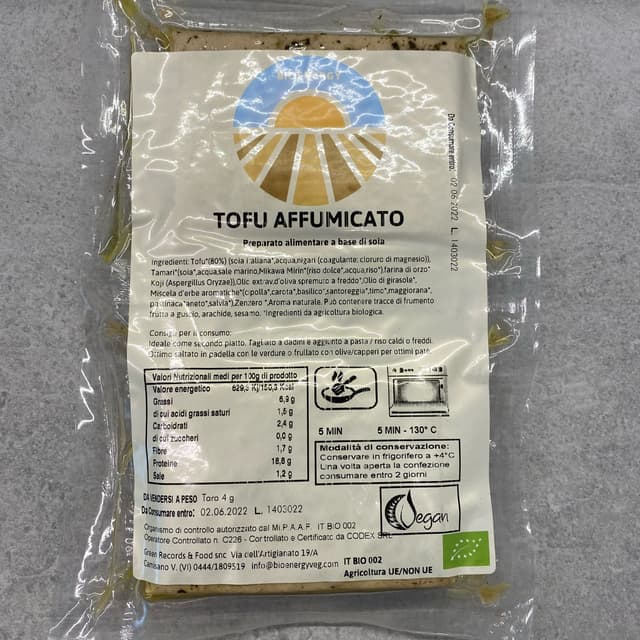 BIOENERGY
TOFU AFFUMICATO
Preparato alimentare a base di soia
Da Consumare entro: 02.06.2022 L. 1403022
Ingredienti: Tofu*(80%) (soia italiana*,acqua,nigari (coagulante: cloruro di magnesio)),
Tamari*(soia*,acqua,sale marino,Mikawa Mirin*(riso dolce*,acqua,riso*),farina di orzo*
Koji (Aspergillus Oryzae)),Olio extravd'oliva spremuto a freddo*,Olio di girasole*,
Miscela d'erbe aromatiche*(cipolla*,carota*,basilico*,santoreggia*,timo*,maggiorana*,
pastinaca*,aneto*,salvia*),Zenzero*,Aroma naturale. Può contenere tracce di frumento
frutta a guscio, arachide, sesamo. *Ingredienti da agricoltura biologica.
Consigli per il consumo:
Ideale come secondo piatto. Tagliato a dadini e aggiunto a pasta / riso caldi o freddi.
Ottimo saltato in padella con le verdure o frullato con olive/capperi per ottimi paté.
Valori Nutrizionali medi per 100g di prodotto
Valore energetico
Grassi 6,9 g
di cui acidi grassi saturi 1,5 g
Carboidrati 2,4 g
di cui zuccheri 0,0 g
Fibre 1,7 g
Proteine
Sale 1,2 g
5 MIN
5 MIN - 130° C
Modalità di conservazione:
Conservare in frigorifero a +4°C
Una volta aperta la confezione
consumare entro 2 giorni
DA VENDERSI A PESO Tara 4 g
Da Consumare entro: 02.06.2022 L. 1403022
Vegan
Organismo di controllo autorizzato dal Mi.P.A.A.F. IT BIO 002
Operatore Controllato n. C226 - Controllato e Certificato da CODEX SRL
Green Records & Food snc Via dell'Artigianato 19/A
Camisano V. (VI) 0444/1809519 info@bioenergyveg.com
IT BIO 002
Agricoltura UE/NON UE